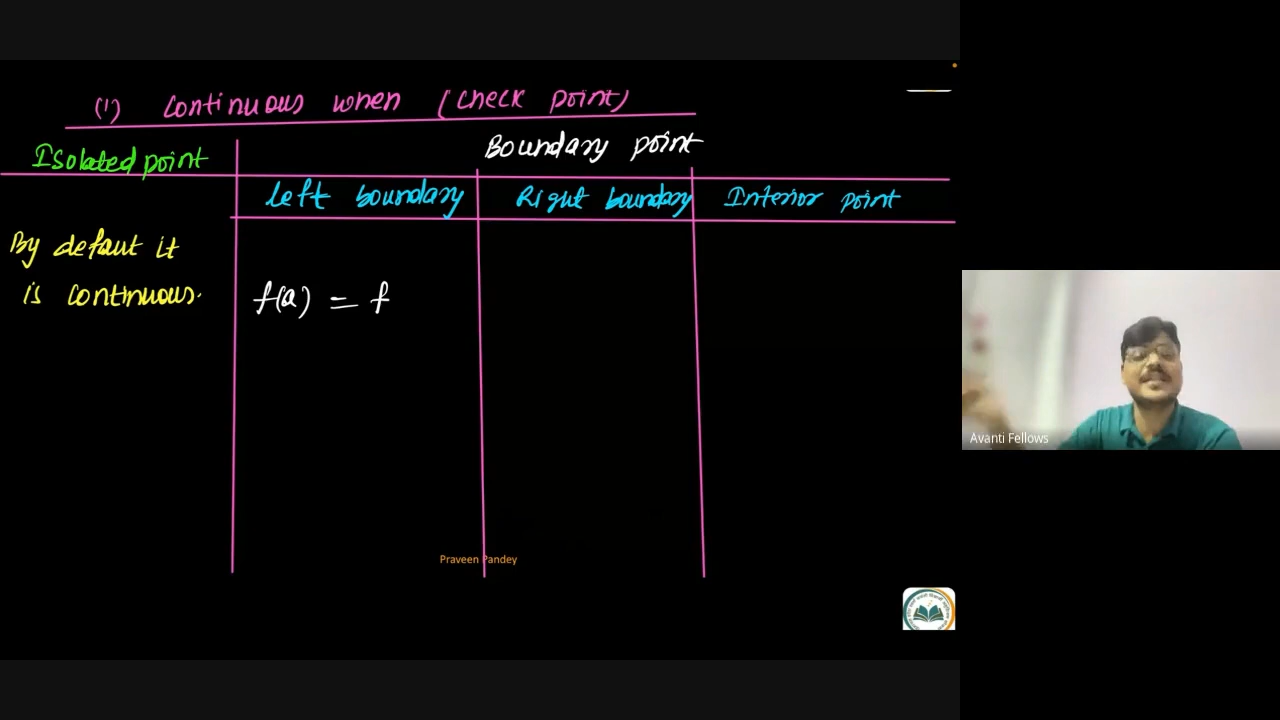 (1) Continuous when (check point)
Isolated point
Boundary point
left boundary
Right boundary
Interior point
By defaut it
is continuous.
f(a) = f
Praveen Pandey
Avanti Fellows